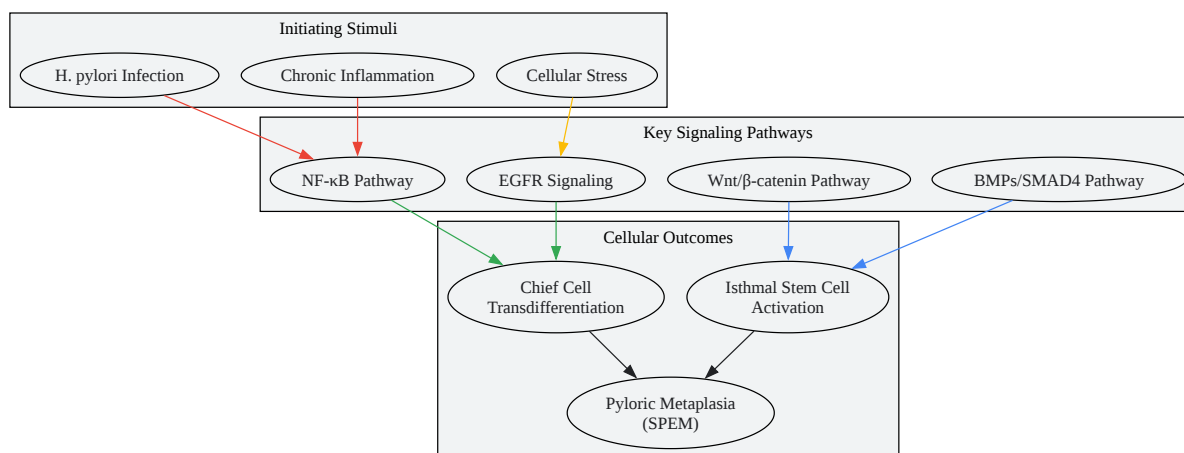 Initiating Stimuli
H. pylori Infection
Chronic Inflammation
Cellular Stress
Key Signaling Pathways
NF-κB Pathway
EGFR Signaling
Wnt/β-catenin Pathway
BMPs/SMAD4 Pathway
Cellular Outcomes
Chief Cell
Transdifferentiation
Isthmal Stem Cell
Activation
Pyloric Metaplasia
(SPEM)